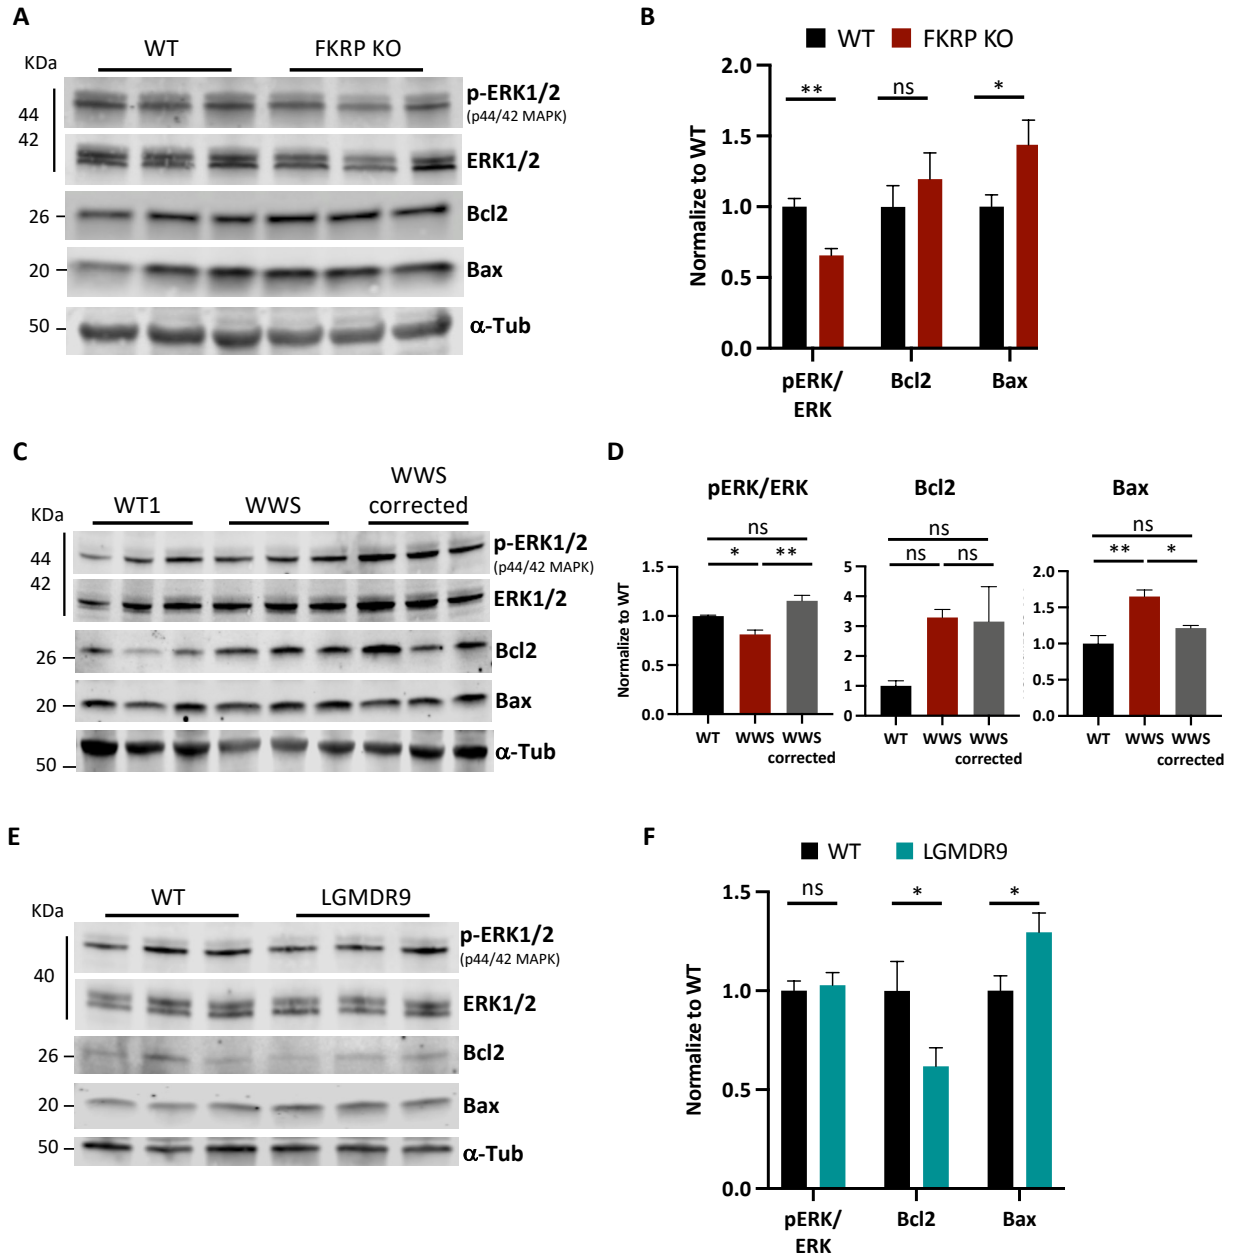 A
WT
FKRP KO
KDa
44
42
p-ERK1/2
(p44/42 MAPK)
ERK1/2
26
Bcl2
20
Bax
50
α-Tub
B
WT
FKRP KO
Normalize to WT
2.0
1.5
1.0
0.5
0.0
**
ns
*
pERK/
ERK
Bcl2
Bax
C
WT1
WWS
WWS
corrected
KDa
44
42
p-ERK1/2
(p44/42 MAPK)
ERK1/2
26
Bcl2
20
Bax
50
α-Tub
D
pERK/ERK
ns
*
**
Normalize to WT
1.5
1.0
0.5
0.0
WT
WWS
WWS
corrected
Bcl2
ns
ns
ns
5
4
3
2
1
0
WT
WWS
WWS
corrected
Bax
ns
**
*
2.0
1.5
1.0
0.5
0.0
WT
WWS
WWS
corrected
E
WT
LGMDR9
KDa
40
p-ERK1/2
(p44/42 MAPK)
ERK1/2
26
Bcl2
20
Bax
50
α-Tub
F
WT
LGMDR9
Normalize to WT
1.5
1.0
0.5
0.0
ns
*
*
pERK/
ERK
Bcl2
Bax